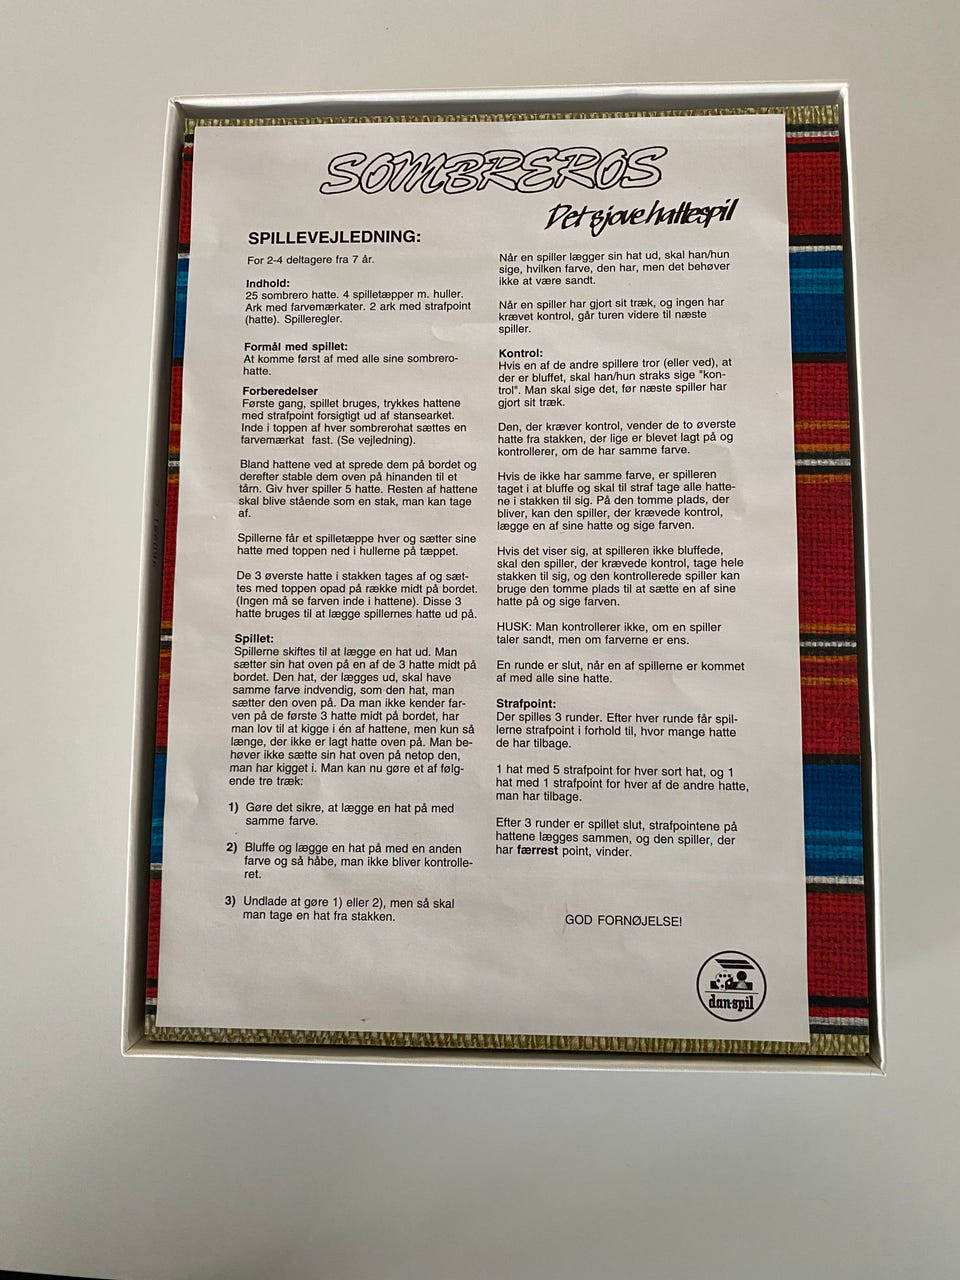 SOMBREROS
Det sjove hattespil
SPILLEVEJLEDNING:
For 2-4 deltagere fra 7 år.
Indhold:
25 sombrero hatte. 4 spilletæpper m. huller.
Ark med farvemærkater. 2 ark med strafpoint
(hatte). Spilleregler.
Formål med spillet:
At komme først af med alle sine sombrero-
hatte.
Forberedelser
Første gang, spillet bruges, trykkes hattene
med strafpoint forsigtigt ud af stansearket.
Inde i toppen af hver sombrerohat sættes en
farvemærkat fast. (Se vejledning).
Bland hattene ved at sprede dem på bordet og
derefter stable dem oven på hinanden til et
tårn. Giv hver spiller 5 hatte. Resten af hattene
skal blive stående som en stak, man kan tage
af.
Spillerne får et spilletæppe hver og sætter sine
hatte med toppen ned i hullerne på tæppet.
De 3 øverste hatte i stakken tages af og sæt-
tes med toppen opad på række midt på bordet.
(Ingen må se farven inde i hattene). Disse 3
hatte bruges til at lægge spillernes hatte ud på.
Spillet:
Spillerne skiftes til at lægge en hat ud. Man
sætter sin hat oven på en af de 3 hatte midt på
bordet. Den hat, der lægges ud, skal have
samme farve indvendig, som den hat, man
sætter den oven på. Da man ikke kender far-
ven på de første 3 hatte midt på bordet, har
man lov til at kigge i én af hattene, men kun så
længe, der ikke er lagt hatte oven på. Man be-
høver ikke sætte sin hat oven på netop den,
man har kigget i. Man kan nu gøre et af følg-
ende tre træk:
1) Gøre det sikre, at lægge en hat på med
samme farve.
2) Bluffe og lægge en hat på med en anden
farve og så håbe, man ikke bliver kontrolle-
ret.
3) Undlade at gøre 1) eller 2), men så skal
man tage en hat fra stakken.
Når en spiller lægger sin hat ud, skal han/hun
sige, hvilken farve, den har, men det behøver
ikke at være sandt.
Når en spiller har gjort sit træk, og ingen har
krævet kontrol, går turen videre til næste
spiller.
Kontrol:
Hvis en af de andre spillere tror (eller ved), at
der er bluffet, skal han/hun straks sige "kon-
trol". Man skal sige det, før næste spiller har
gjort sit træk.
Den, der kræver kontrol, vender de to øverste
hatte fra stakken, der lige er blevet lagt på og
kontrollerer, om de har samme farve.
Hvis de ikke har samme farve, er spilleren
taget i at bluffe og skal til straf tage alle hatte-
ne i stakken til sig. På den tomme plads, der
bliver, kan den spiller, der krævede kontrol,
lægge en af sine hatte og sige farven.
Hvis det viser sig, at spilleren ikke bluffede,
skal den spiller, der krævede kontrol, tage hele
stakken til sig, og den kontrollerede spiller kan
bruge den tomme plads til at sætte en af sine
hatte på og sige farven.
HUSK: Man kontrollerer ikke, om en spiller
taler sandt, men om farverne er ens.
En runde er slut, når en af spillerne er kommet
af med alle sine hatte.
Strafpoint:
Der spilles 3 runder. Efter hver runde får spil-
lerne strafpoint i forhold til, hvor mange hatte
de har tilbage.
1 hat med 5 strafpoint for hver sort hat, og 1
hat med 1 strafpoint for hver af de andre hatte,
man har tilbage.
Efter 3 runder er spillet slut, strafpointene på
hattene lægges sammen, og den spiller, der
har færrest point, vinder.
GOD FORNØJELSE!
dan-spil